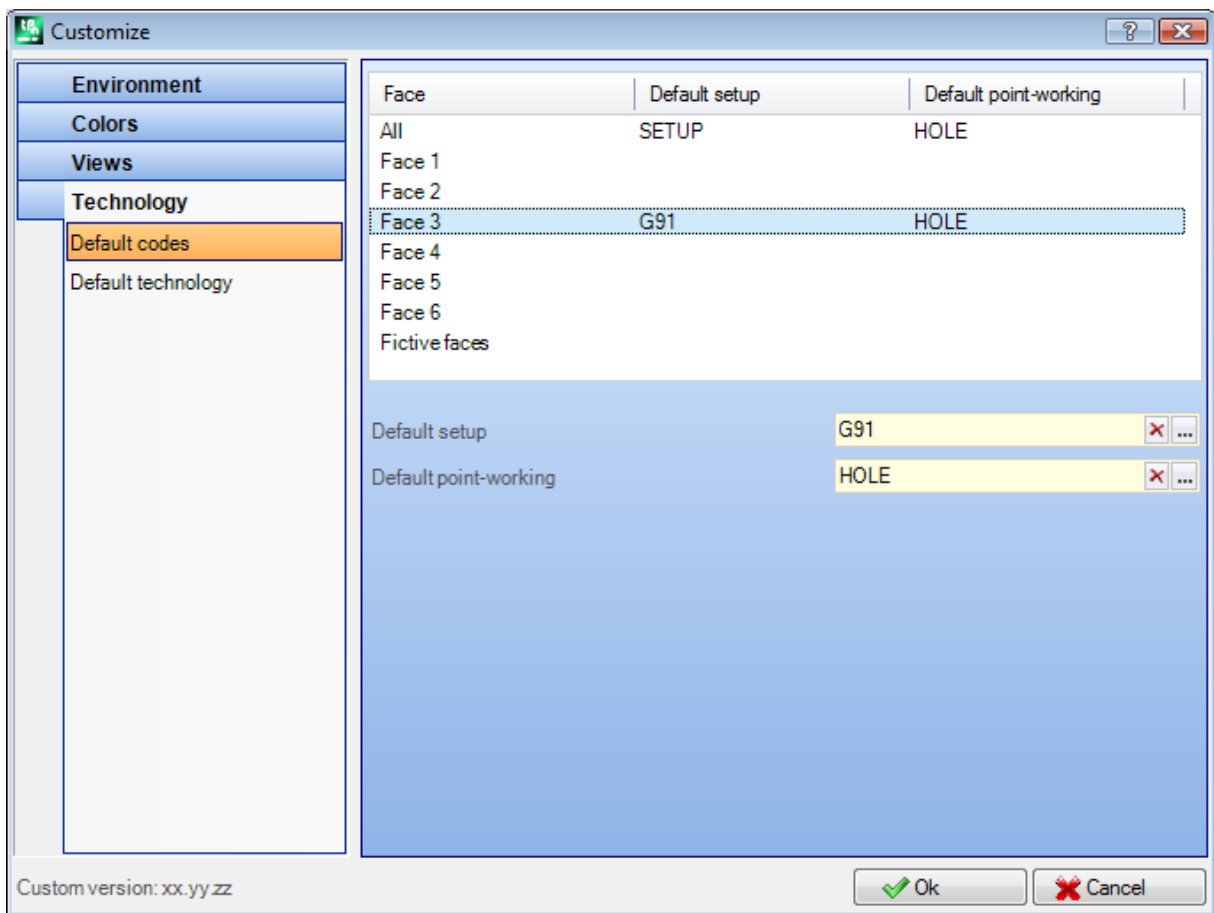 Customize
Environment
Colors
Views
Technology
Default codes
Default technology
Face Default setup Default point-working
All SETUP HOLE
Face 1
Face 2
Face 3 G91 HOLE
Face 4
Face 5
Face 6
Fictive faces
Default setup G91
Default point-working HOLE
Custom version: xx.yy.zz
Ok
Cancel